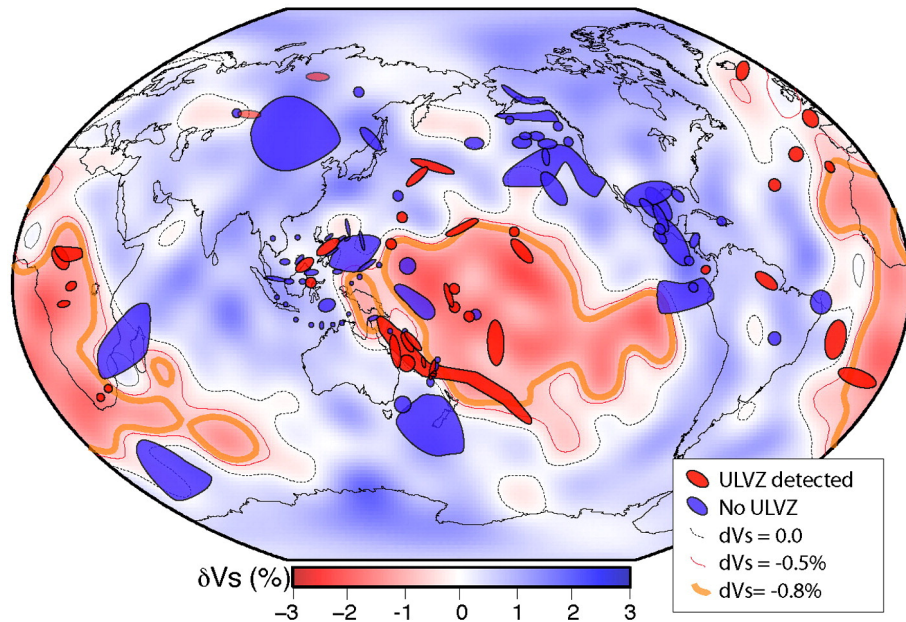 ULVZ detected
No ULVZ
dVs = 0.0
dVs = -0.5%
dVs= -0.8%
δVs (%)
−3 −2 -1 0 1 2 3